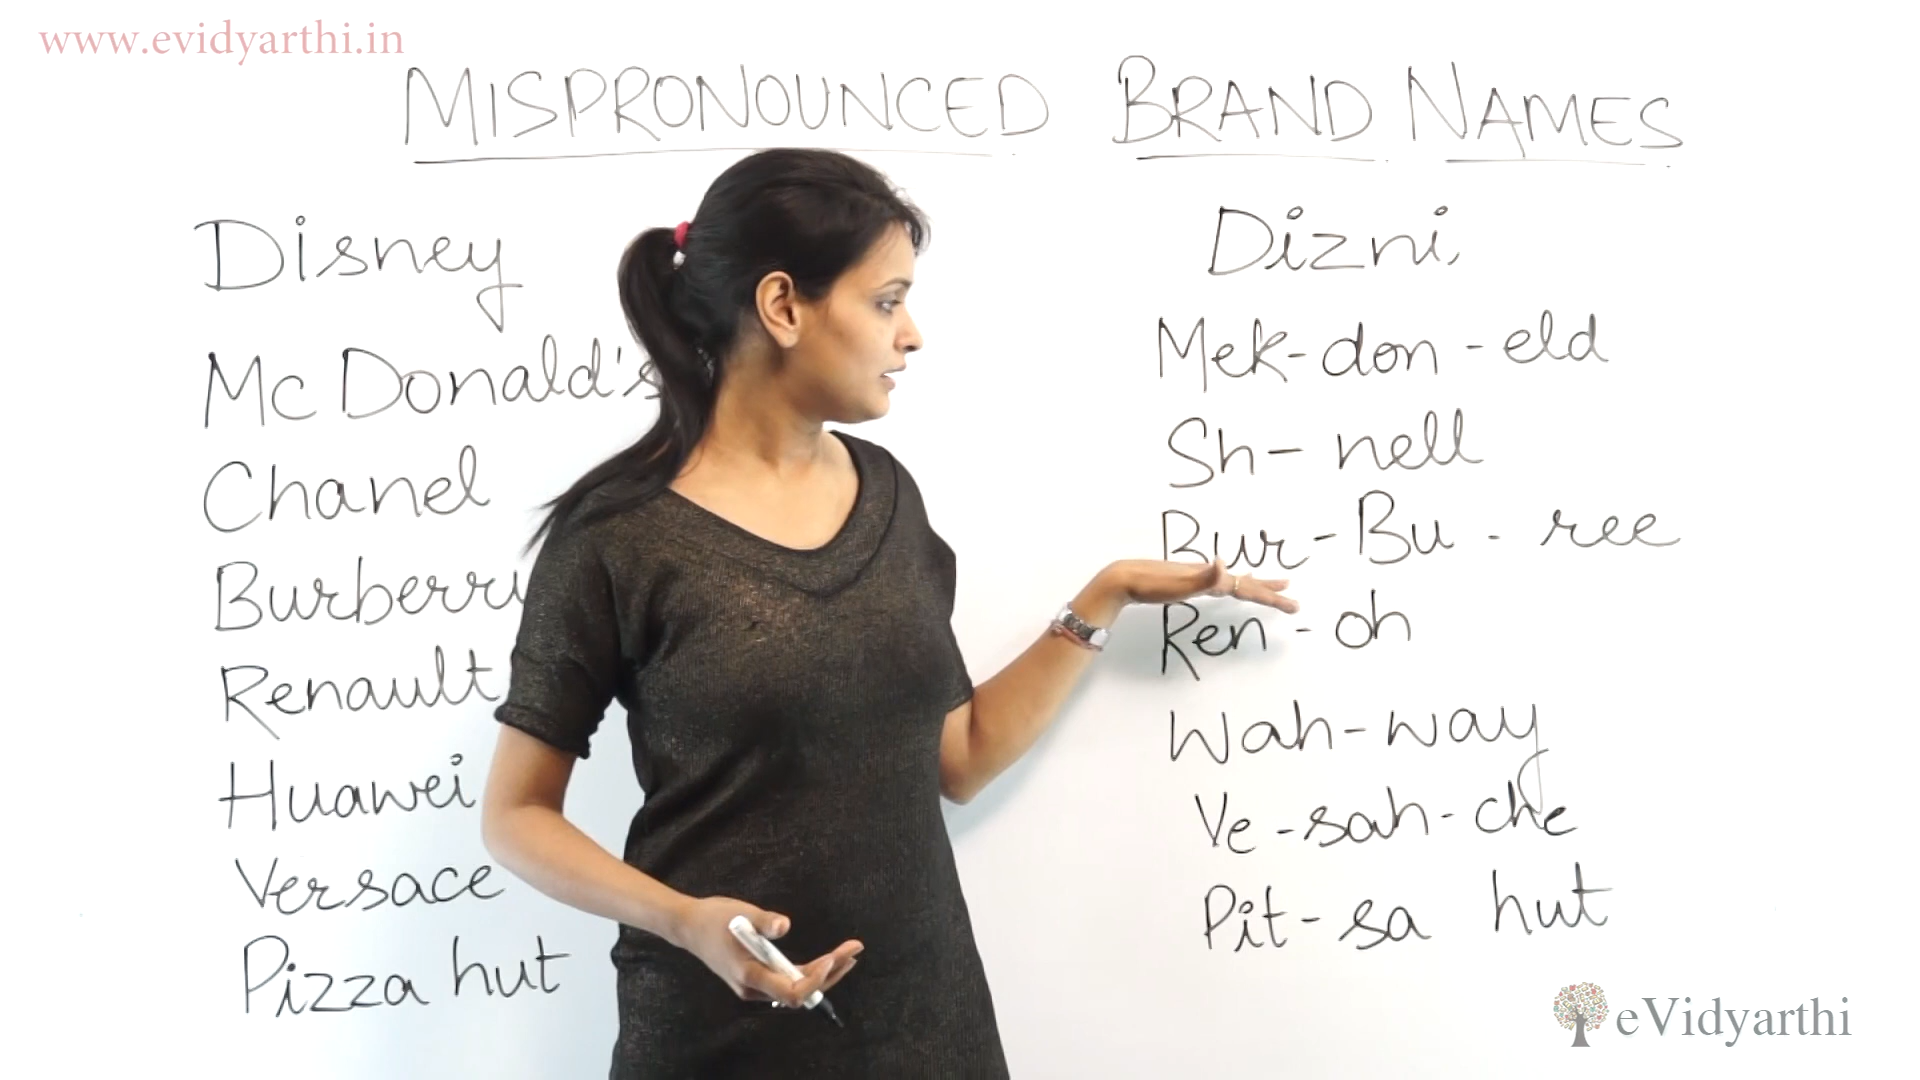 www.evidyarthi.in
MISPRONOUNCED BRAND NAMES
Disney Dizni,
McDonald's Mek-don-eld
Chanel Sh-nell
Burberry Bur-Bu-ree
Renault Ren-oh
Huawei Wah-way
Versace Ve-sah-che
Pizza hut Pit-sa hut
eVidyarthi